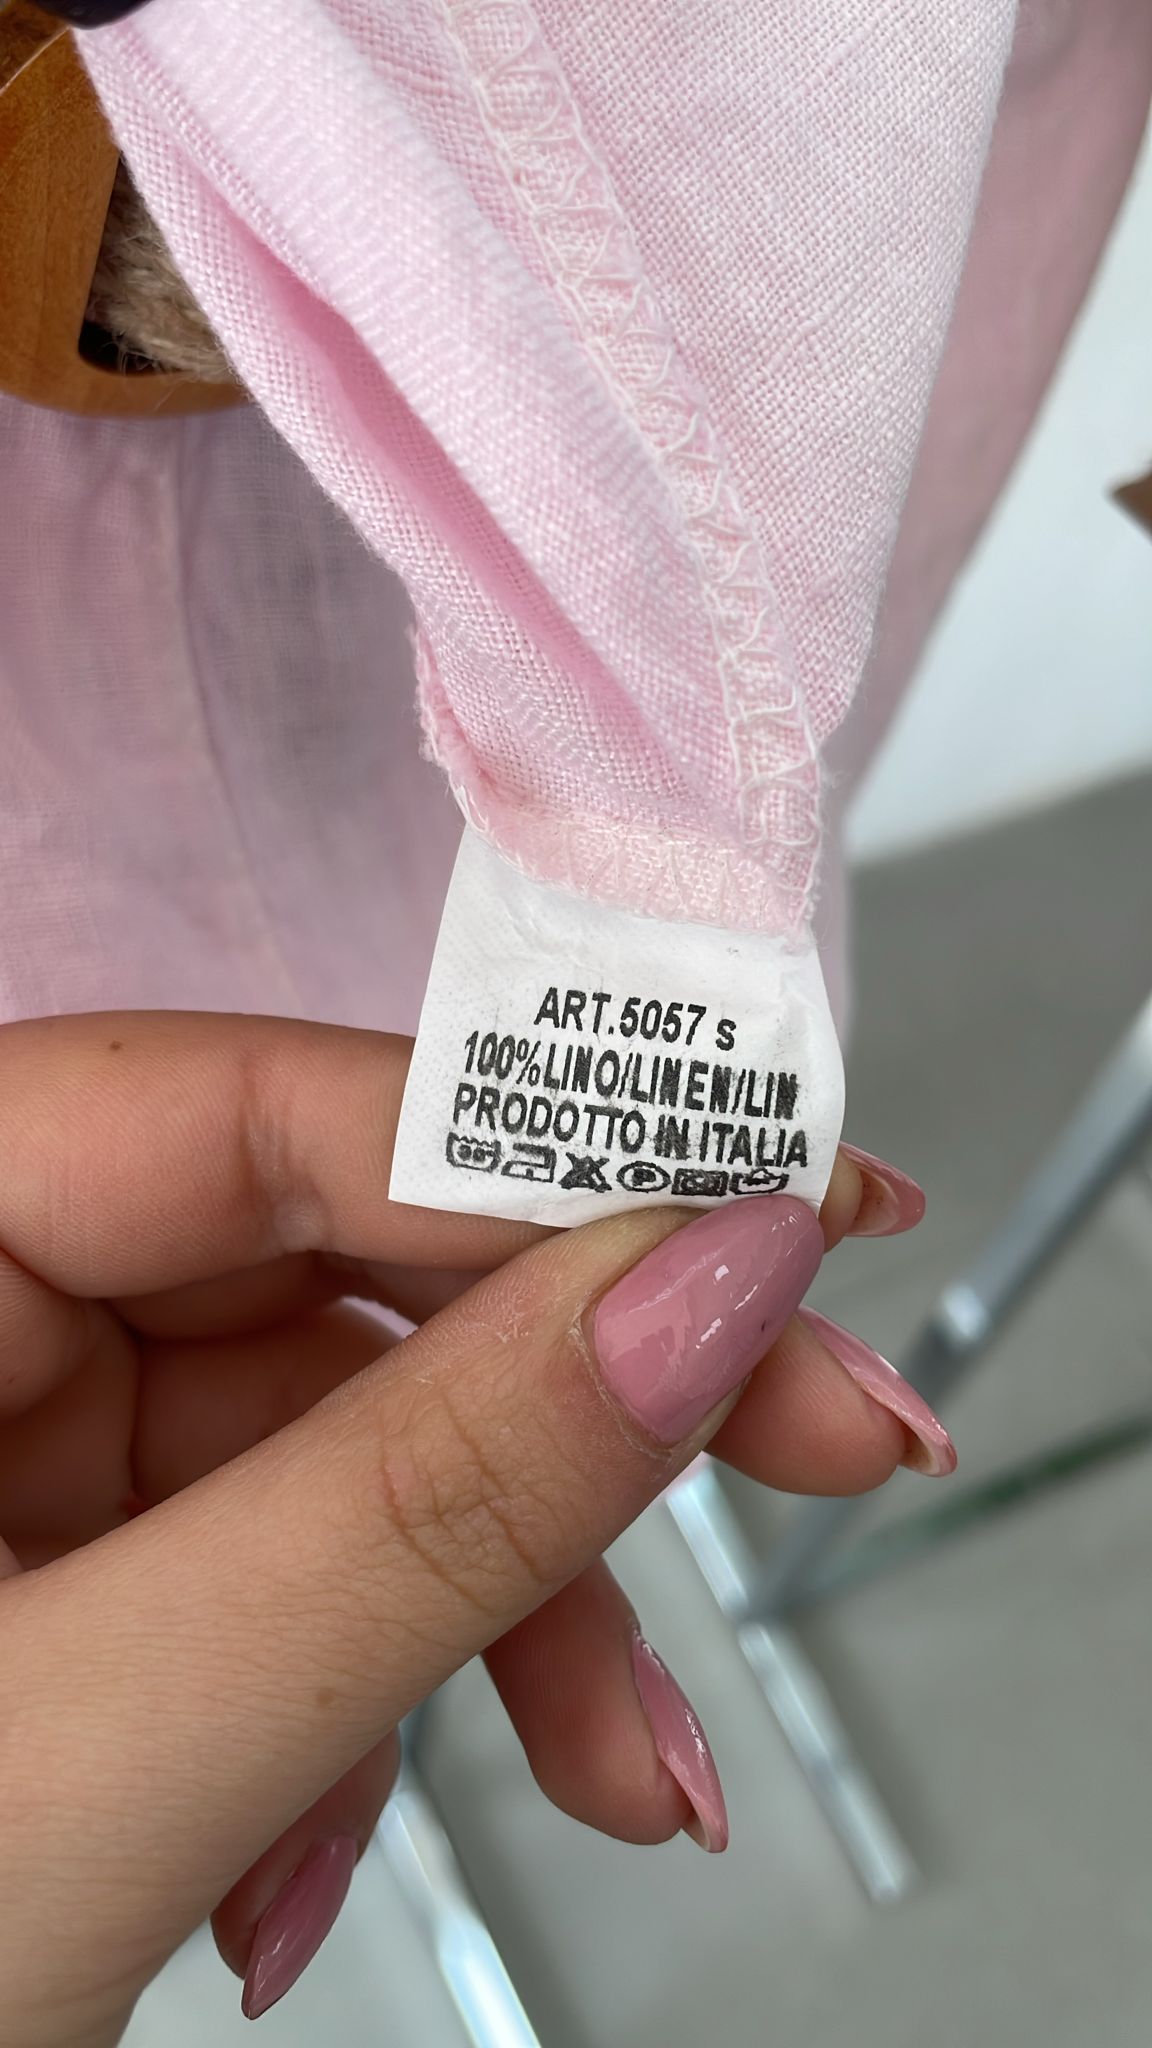 ART.5057 s
100%LINO/LINEN/LIN
PRODOTTO IN ITALIA